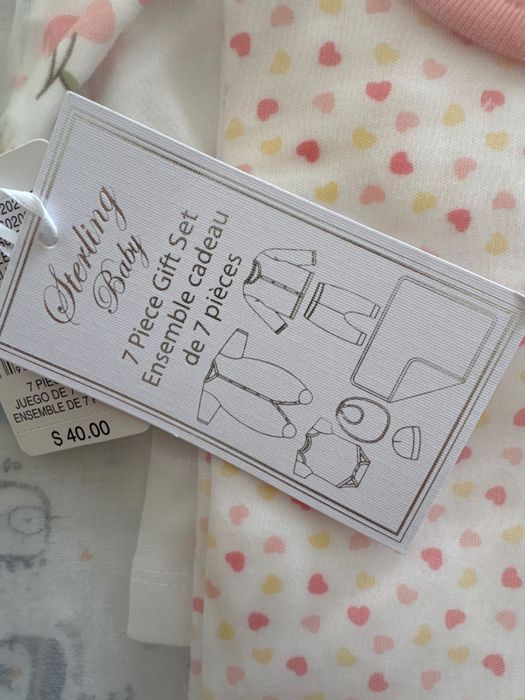 Sterling
Baby
7 Piece Gift Set
Ensemble cadeau
de 7 pièces
7 PIE
JUEGO DE
ENSEMBLE DE 7
$ 40.00